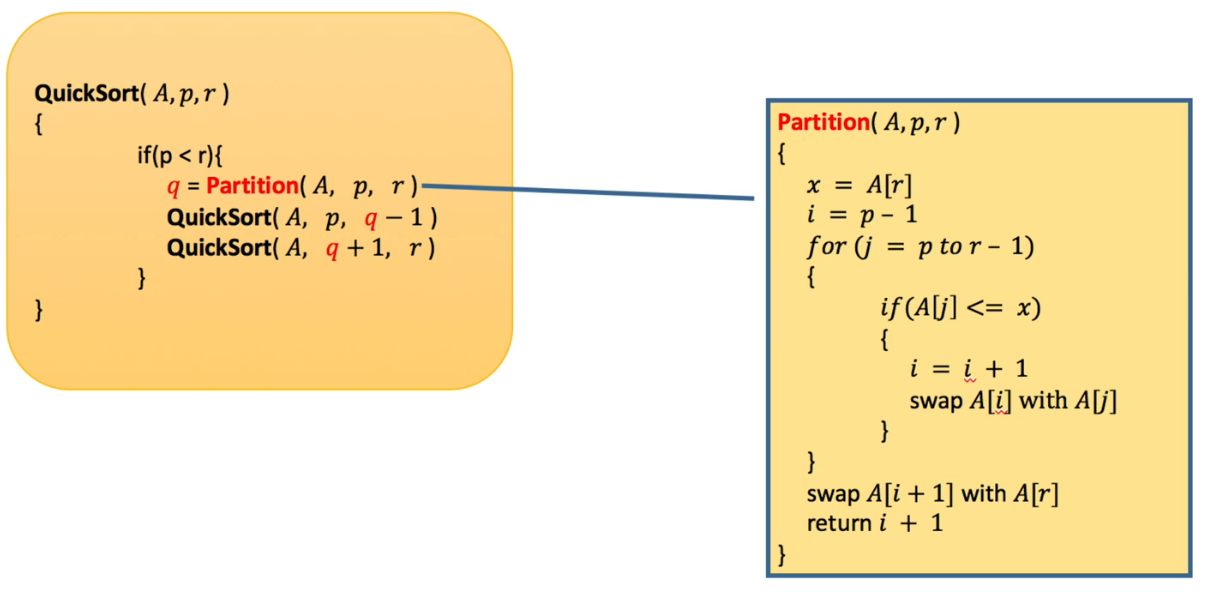 QuickSort( A, p, r )
{
if(p < r){
q = Partition( A, p, r )
QuickSort( A, p, q − 1 )
QuickSort( A, q + 1, r )
}
}
Partition( A, p, r )
{
x = A[r]
i = p − 1
for (j = p to r − 1)
{
if(A[j] <= x)
{
i = i + 1
swap A[i] with A[j]
}
}
swap A[i + 1] with A[r]
return i + 1
}